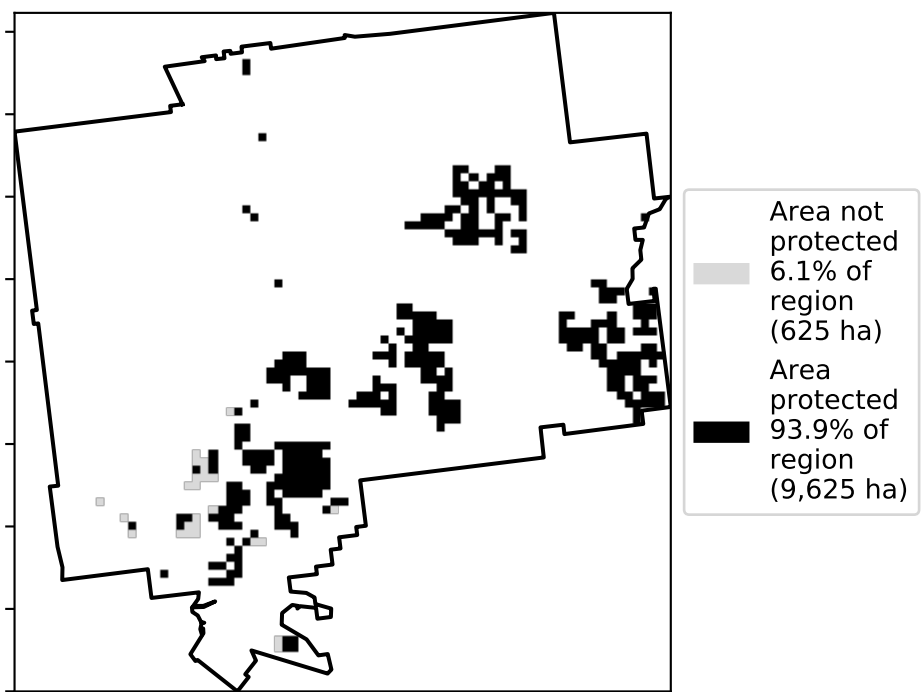 Area not
protected
6.1% of
region
(625 ha)
Area
protected
93.9% of
region
(9,625 ha)